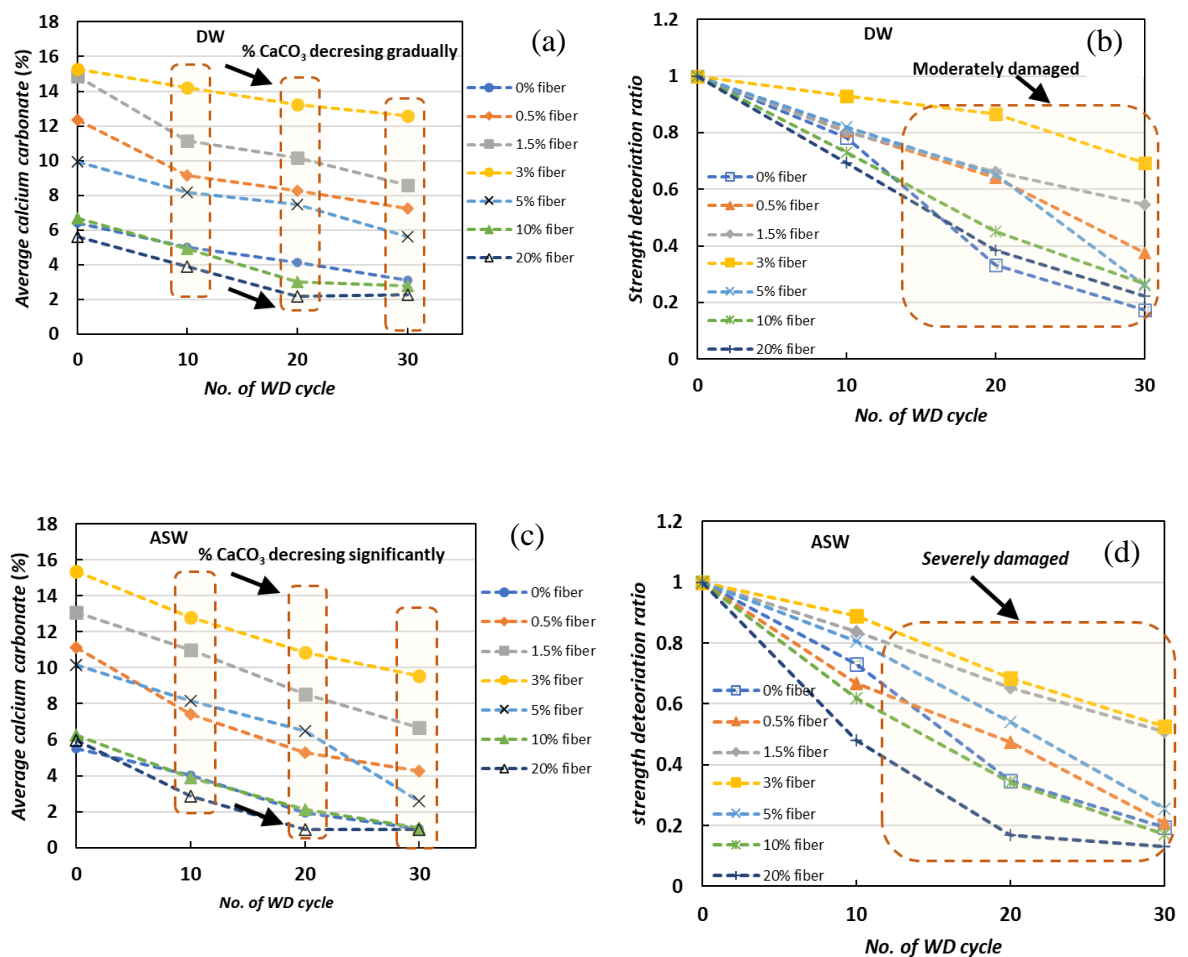 DW
(a)
% CaCO3 decresing gradually
Average calcium carbonate (%)
18
16
14
12
10
8
6
4
2
0
0 10 20 30
No. of WD cycle
0% fiber
0.5% fiber
1.5% fiber
3% fiber
5% fiber
10% fiber
20% fiber
DW
(b)
Moderately damaged
Strength deteoriation ratio
1.2
1
0.8
0.6
0.4
0.2
0
0 10 20 30
No. of WD cycle
0% fiber
0.5% fiber
1.5% fiber
3% fiber
5% fiber
10% fiber
20% fiber
ASW
(c)
% CaCO3 decresing significantly
Average calcium carbonate (%)
18
16
14
12
10
8
6
4
2
0
0 10 20 30
No. of WD cycle
0% fiber
0.5% fiber
1.5% fiber
3% fiber
5% fiber
10% fiber
20% fiber
ASW
(d)
Severely damaged
strength deteoriation ratio
1.2
1
0.8
0.6
0.4
0.2
0
0 10 20 30
No. of WD cycle
0% fiber
0.5% fiber
1.5% fiber
3% fiber
5% fiber
10% fiber
20% fiber